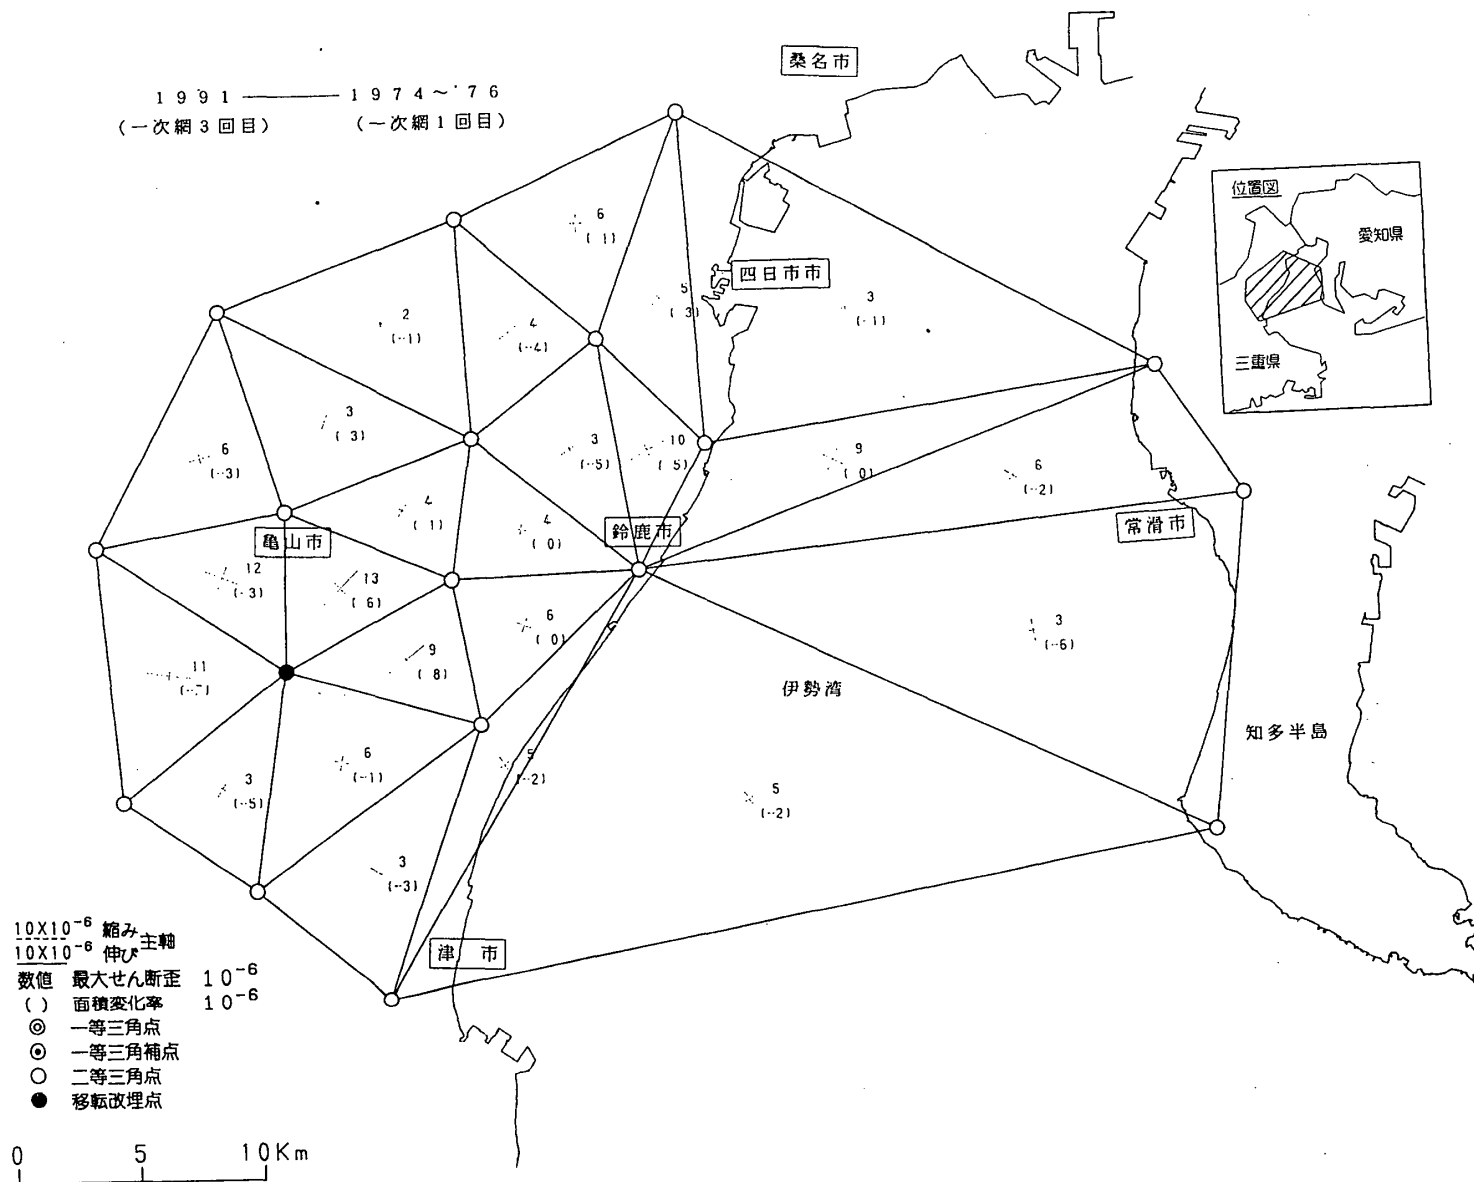 桑名市
1991 ——— 1974～'76
(一次網3回目) (一次網1回目)
位置図
愛知県
三重県
6
( 1)
四日市市
5
( 3)
3
(-1)
2
(-1)
4
(-4)
3
( 3)
6
(-3)
3
(-5)
10
( 5)
9
( 0)
6
(-2)
4
( 1)
4
( 0)
亀山市
鈴鹿市
常滑市
12
(-3)
13
( 6)
6
( 0)
3
(-6)
11
(-7)
9
( 8)
伊勢湾
知多半島
3
(-5)
6
(-1)
5
(-2)
5
(-2)
3
(-3)
津 市
10X10⁻⁶ 縮み
主軸
10X10⁻⁶ 伸び
数値 最大せん断歪 10⁻⁶
( ) 面積変化率 10⁻⁶
◎ 一等三角点
一等三角補点
○ 二等三角点
● 移転改埋点
0 5 10Km